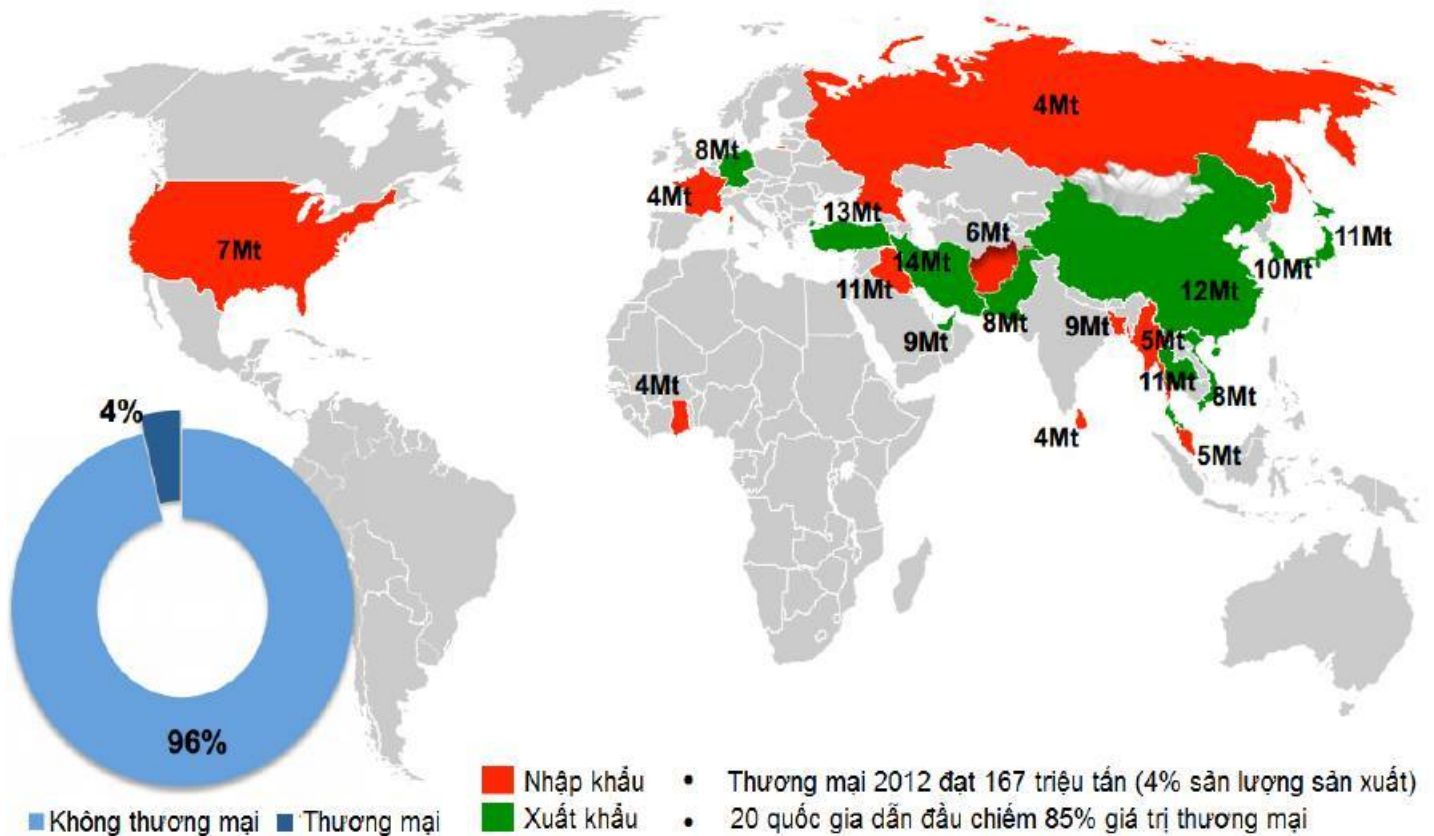 4Mt
8Mt
4Mt
13Mt
6Mt
11Mt
7Mt
14Mt
10Mt
11Mt
12Mt
8Mt
9Mt
9Mt
5Mt
4Mt
11Mt
8Mt
4%
4Mt
5Mt
96%
Nhập khẩu • Thương mại 2012 đạt 167 triệu tấn (4% sản lượng sản xuất)
Không thương mại Thương mại Xuất khẩu • 20 quốc gia dẫn đầu chiếm 85% giá trị thương mại